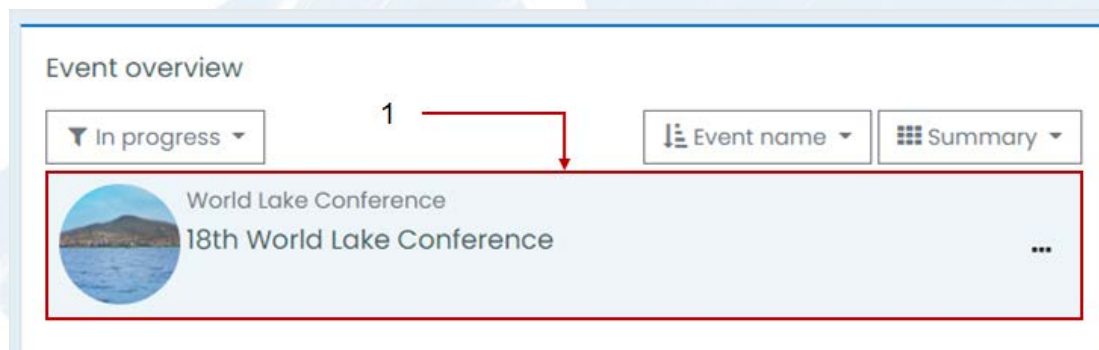 Event overview
1
In progress
Event name
Summary
World Lake Conference
18th World Lake Conference